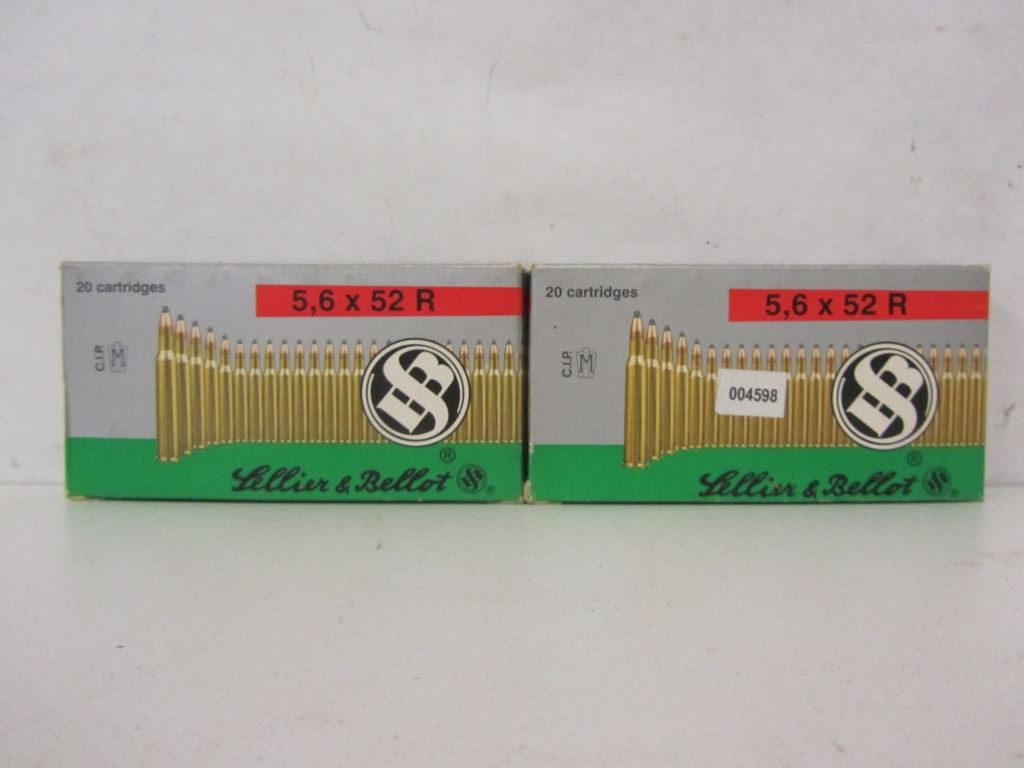 20 cartridges
5,6 x 52 R
C.I.P.
M
SB
®
Sellier & Bellot ®
20 cartridges
5,6 x 52 R
C.I.P.
M
004598
SB
®
Sellier & Bellot ®